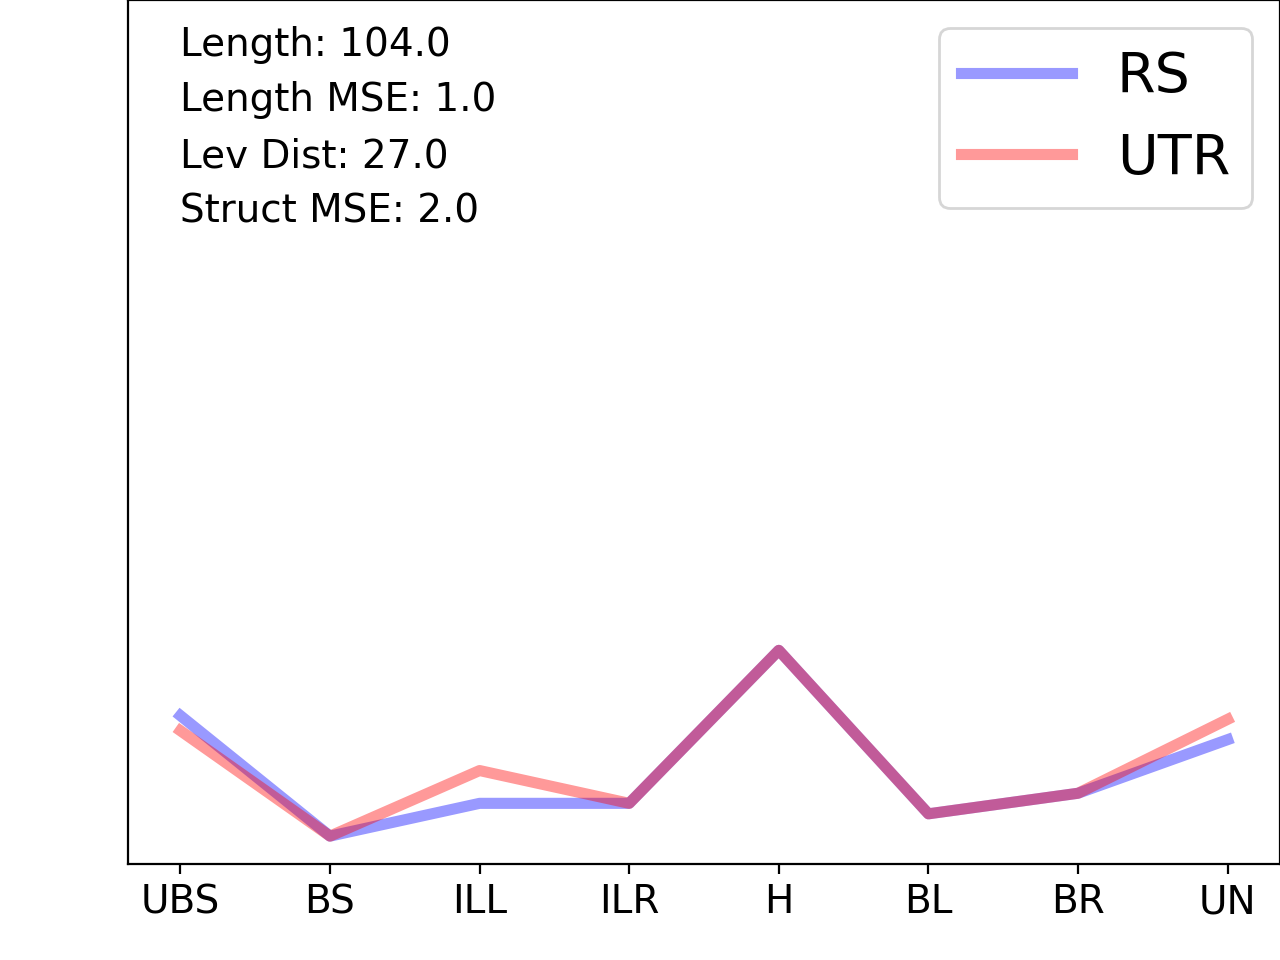 Length: 104.0
Length MSE: 1.0
Lev Dist: 27.0
Struct MSE: 2.0
RS
UTR
UBS BS ILL ILR H BL BR UN